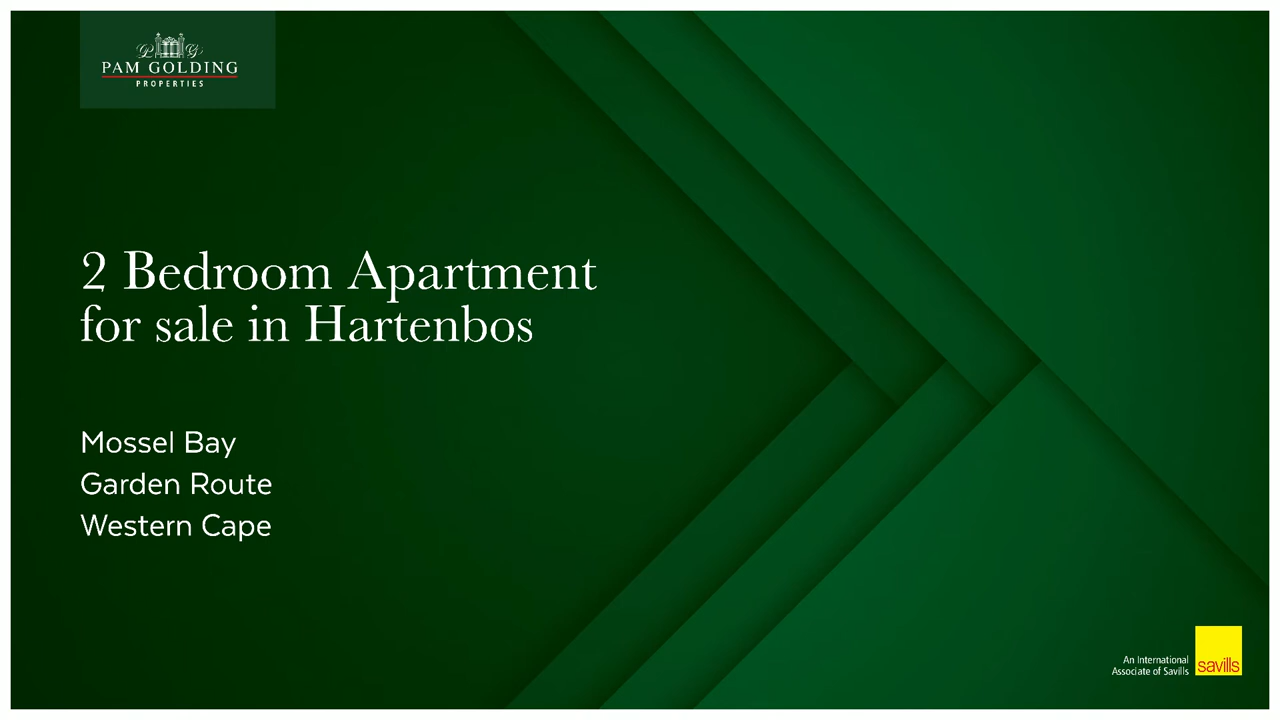 PAM GOLDING
PROPERTIES
2 Bedroom Apartment
for sale in Hartenbos
Mossel Bay
Garden Route
Western Cape
An International
Associate of Savills
savills